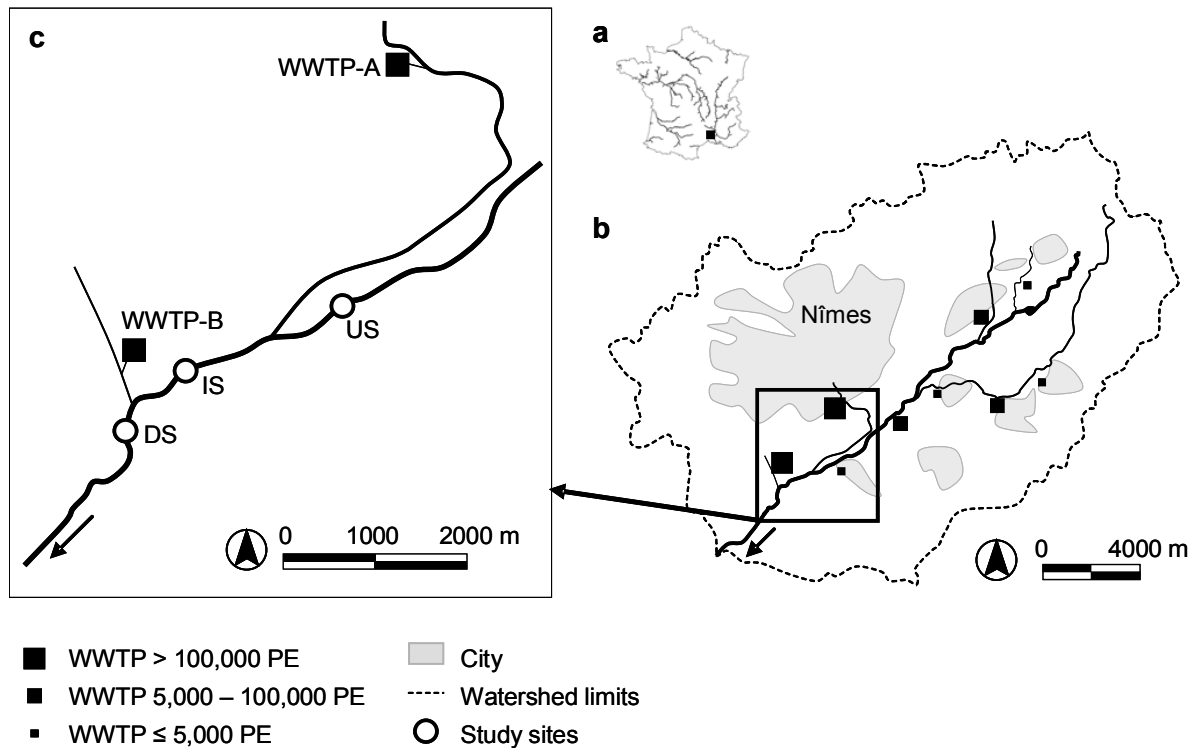 c
WWTP-A
WWTP-B
US
IS
DS
0 1000 2000 m
a
b
Nîmes
0 4000 m
WWTP > 100,000 PE
WWTP 5,000 – 100,000 PE
WWTP ≤ 5,000 PE
City
Watershed limits
Study sites